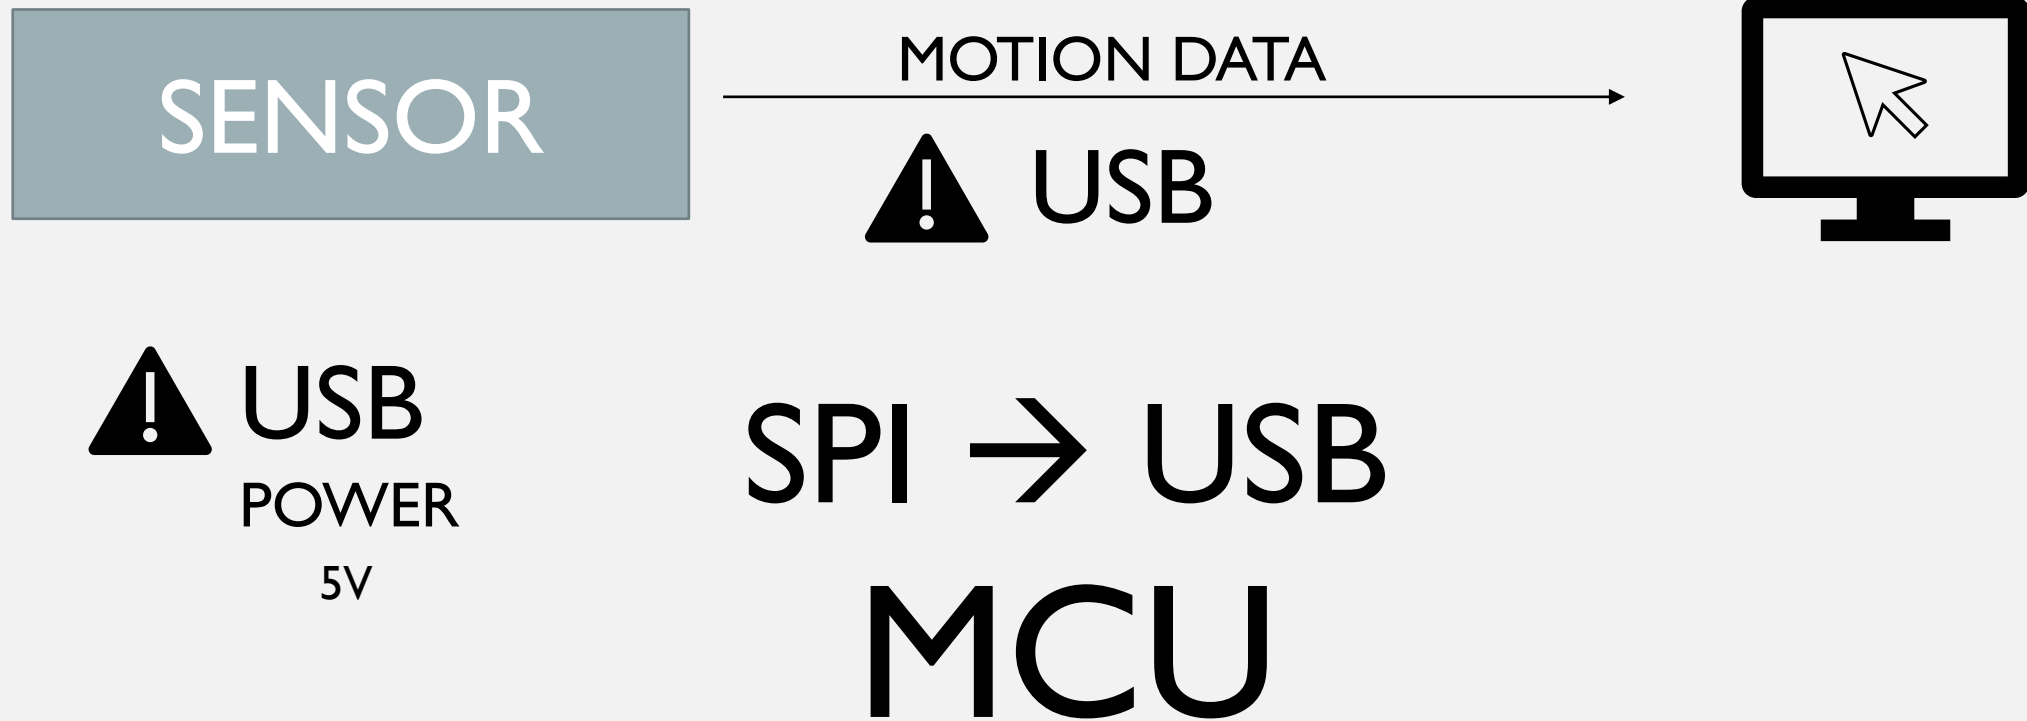 SENSOR
MOTION DATA
USB
USB
POWER
5V
SPI → USB
MCU